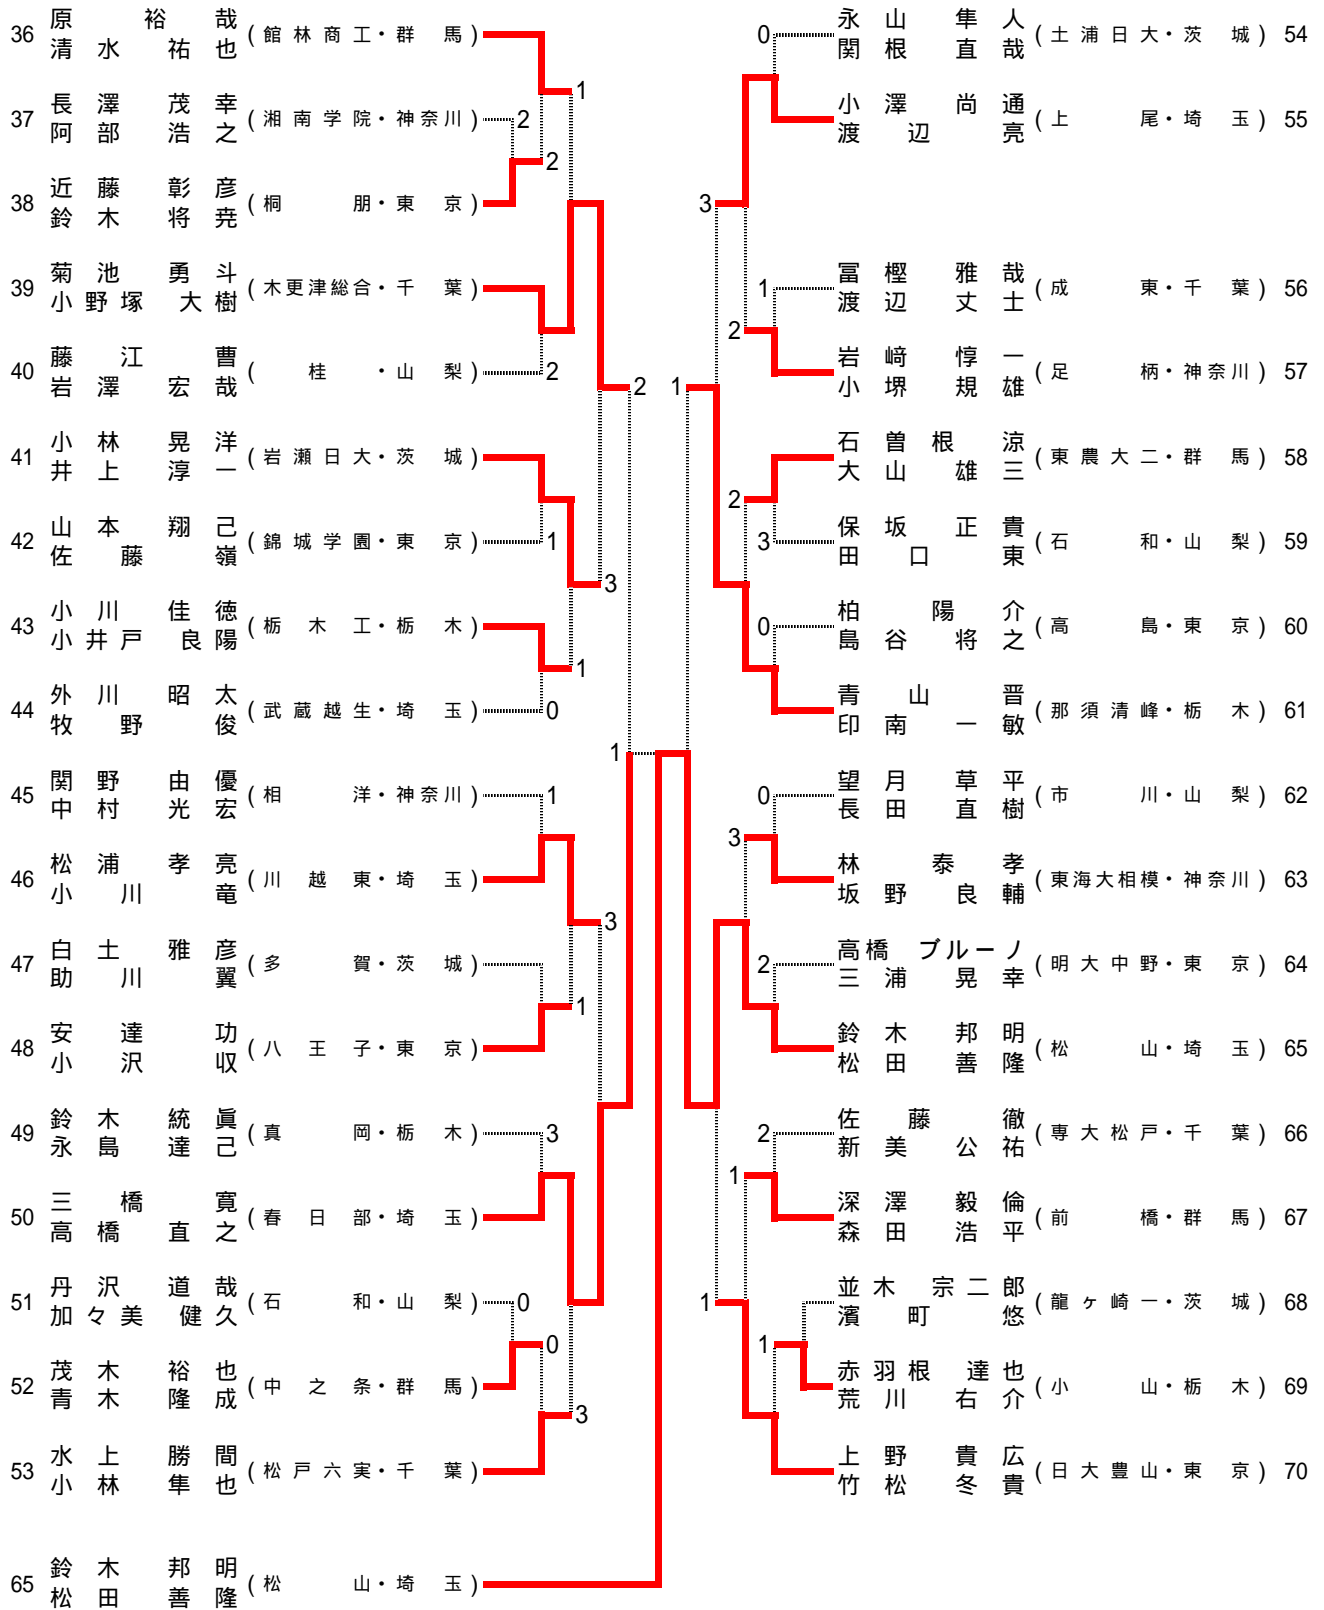 36 原裕哉 (館林商工・群馬)
清水祐也
1
37 長澤茂幸 (湘南学院・神奈川) 2
阿部浩之
2
38 近藤彰彦 (桐朋・東京)
鈴木将尭
39 菊池勇斗 (木更津総合・千葉)
小野塚大樹
40 藤江曹 (桂・山梨) 2
岩澤宏哉
2
41 小林晃洋 (岩瀬日大・茨城)
井上淳一
42 山本翔己 (錦城学園・東京) 1
佐藤嶺
3
43 小川佳徳 (栃木工・栃木)
小井戸良陽
1
44 外川昭太 (武蔵越生・埼玉) 0
牧野俊
1
45 関野由優 (相洋・神奈川) 1
中村光宏
46 松浦孝亮 (川越東・埼玉)
小川竜
3
47 白土雅彦 (多賀・茨城)
助川翼
1
48 安達功 (八王子・東京)
小沢収
49 鈴木統眞 (真岡・栃木) 3
永島達己
50 三橋寛 (春日部・埼玉)
高橋直之
51 丹沢道哉 (石和・山梨) 0
加々美健久
0
52 茂木裕也 (中之条・群馬)
青木隆成
3
53 水上勝間 (松戸六実・千葉)
小林隼也
65 鈴木邦明 (松山・埼玉)
松田善隆
0 永山隼人 (土浦日大・茨城) 54
関根直哉
小澤尚通 (上尾・埼玉) 55
渡辺亮
3
1 冨樫雅哉 (成東・千葉) 56
渡辺丈士
2
岩﨑惇一 (足柄・神奈川) 57
小堺規雄
1
石曽根涼 (東農大二・群馬) 58
大山雄三
2
3 保坂正貴 (石和・山梨) 59
田口東
0 柏陽介 (高島・東京) 60
島谷将之
青山晋 (那須清峰・栃木) 61
印南一敏
0 望月草平 (市川・山梨) 62
長田直樹
3
林泰孝 (東海大相模・神奈川) 63
坂野良輔
2 高橋ブルーノ (明大中野・東京) 64
三浦晃幸
鈴木邦明 (松山・埼玉) 65
松田善隆
2 佐藤徹 (専大松戸・千葉) 66
新美公祐
1
深澤毅倫 (前橋・群馬) 67
森田浩平
1
並木宗二郎 (龍ヶ崎一・茨城) 68
濱町悠
1
赤羽根達也 (小山・栃木) 69
荒川右介
上野貴広 (日大豊山・東京) 70
竹松冬貴